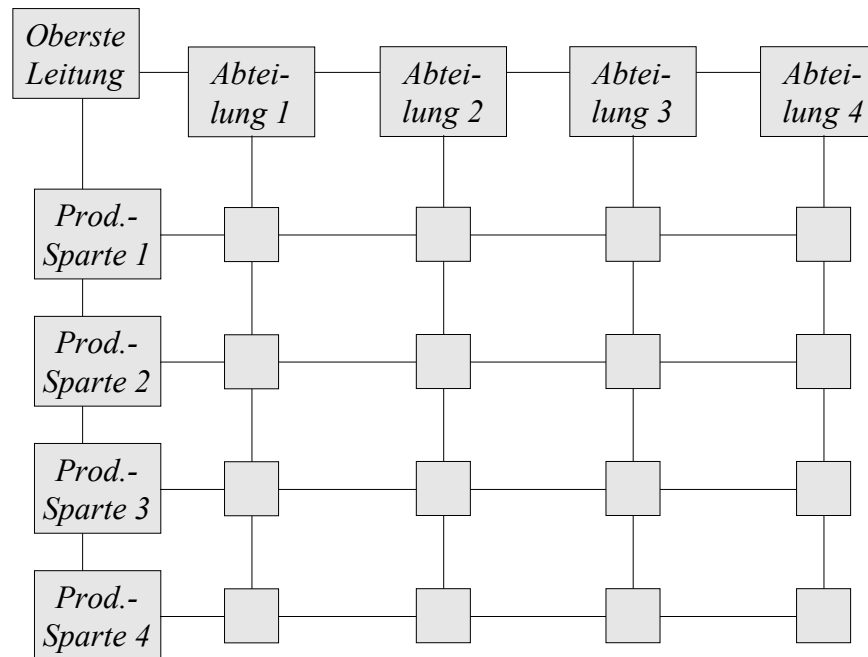 Oberste
Leitung
Abtei-
lung 1
Abtei-
lung 2
Abtei-
lung 3
Abtei-
lung 4
Prod.-
Sparte 1
Prod.-
Sparte 2
Prod.-
Sparte 3
Prod.-
Sparte 4